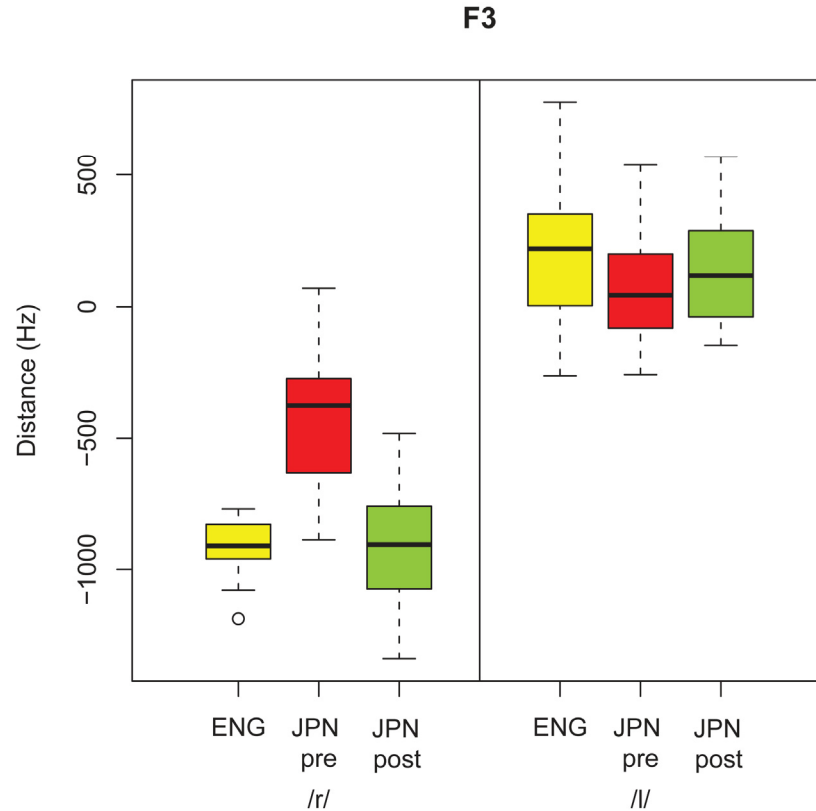 F3
Distance (Hz)
500
0
−500
−1000
ENG JPN pre JPN post ENG JPN pre JPN post
/r/ /l/